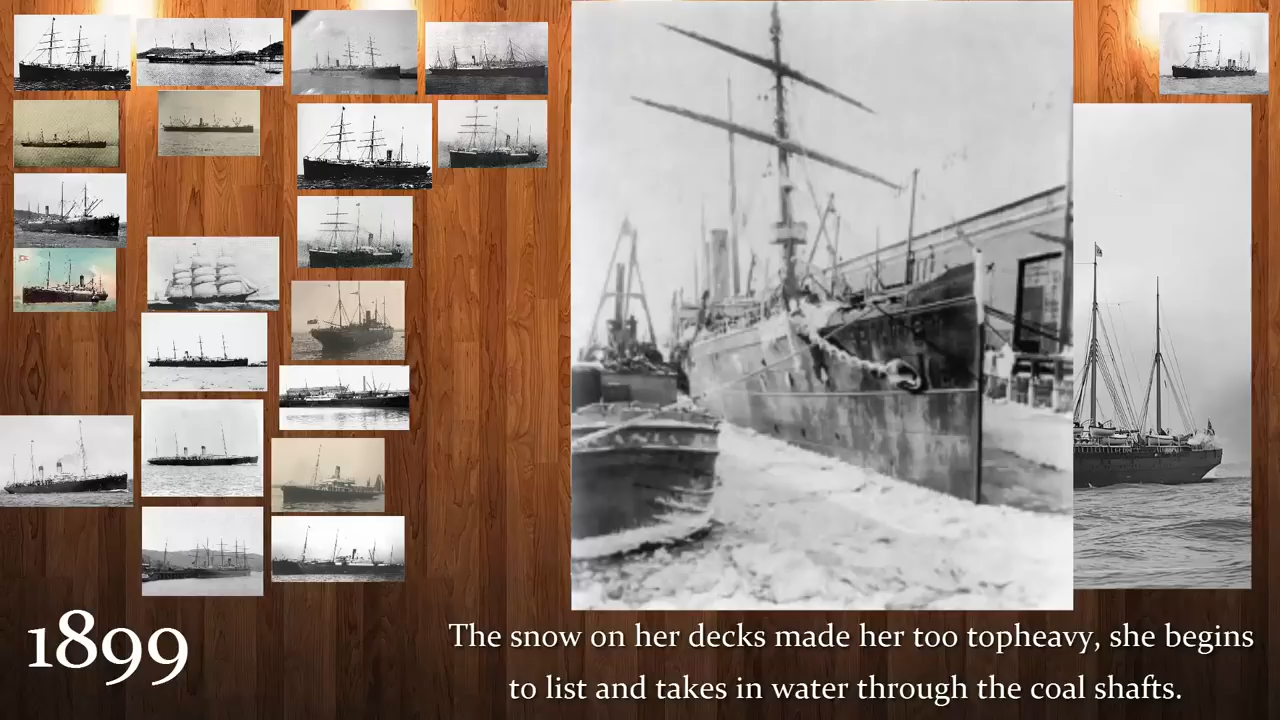 1899
The snow on her decks made her too topheavy, she begins
to list and takes in water through the coal shafts.